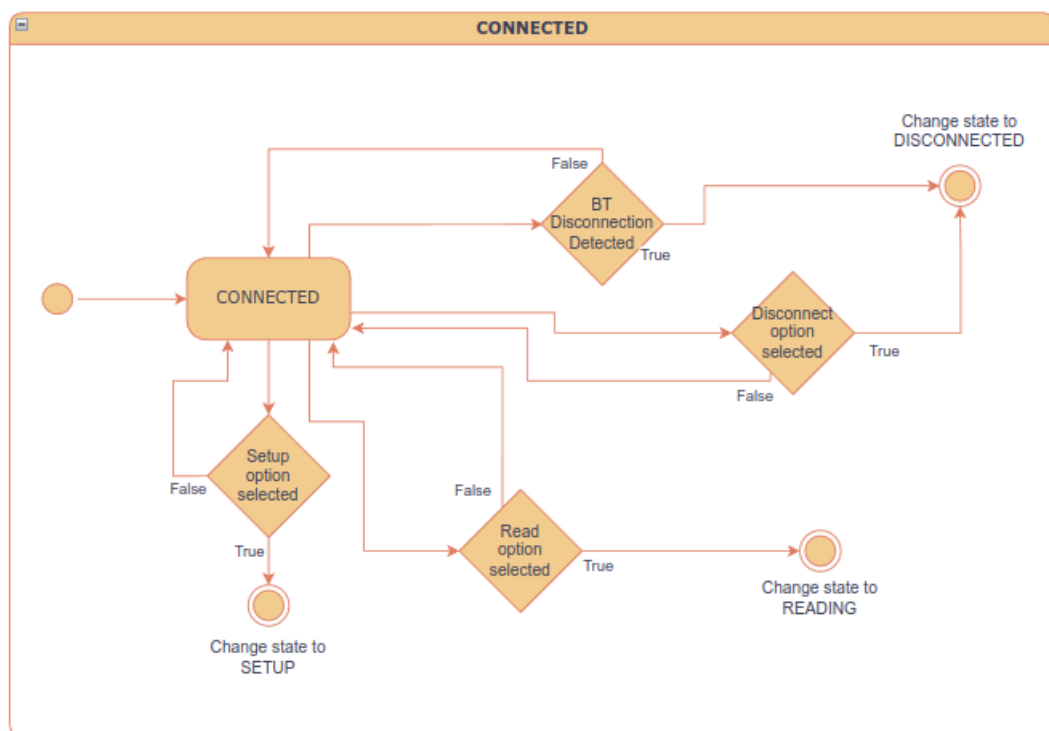 CONNECTED
Change state to
DISCONNECTED
False
BT
Disconnection
Detected
True
CONNECTED
Disconnect
option
selected
True
False
Setup
option
selected
False
True
Change state to
SETUP
False
Read
option
selected
True
Change state to
READING